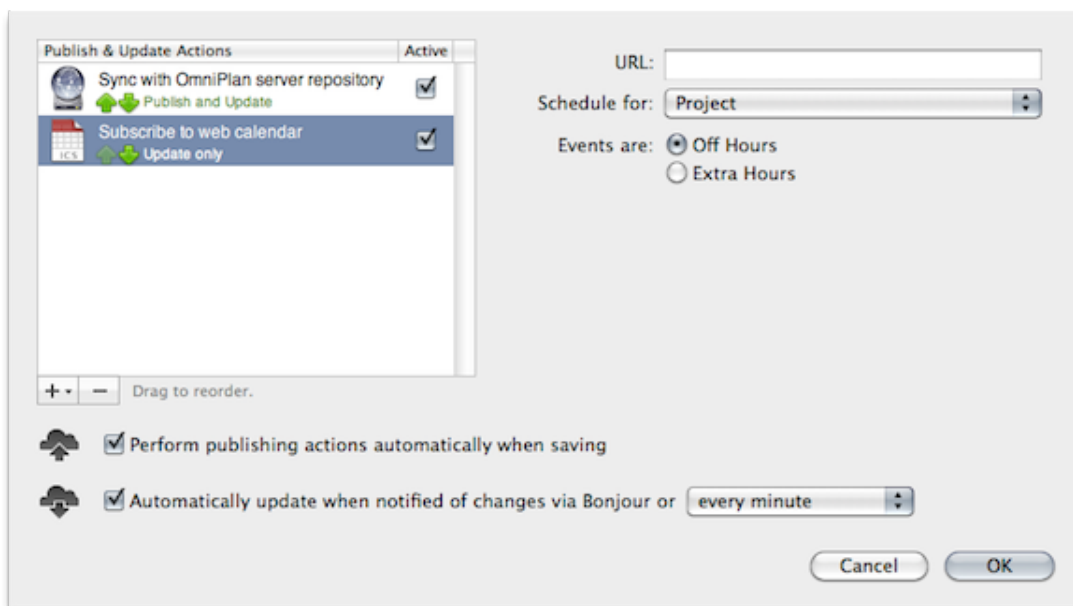 Publish & Update Actions Active
Sync with OmniPlan server repository
Publish and Update
Subscribe to web calendar
ICS Update only
URL:
Schedule for: Project
Events are: Off Hours
Extra Hours
+ − Drag to reorder.
Perform publishing actions automatically when saving
Automatically update when notified of changes via Bonjour or every minute
Cancel OK